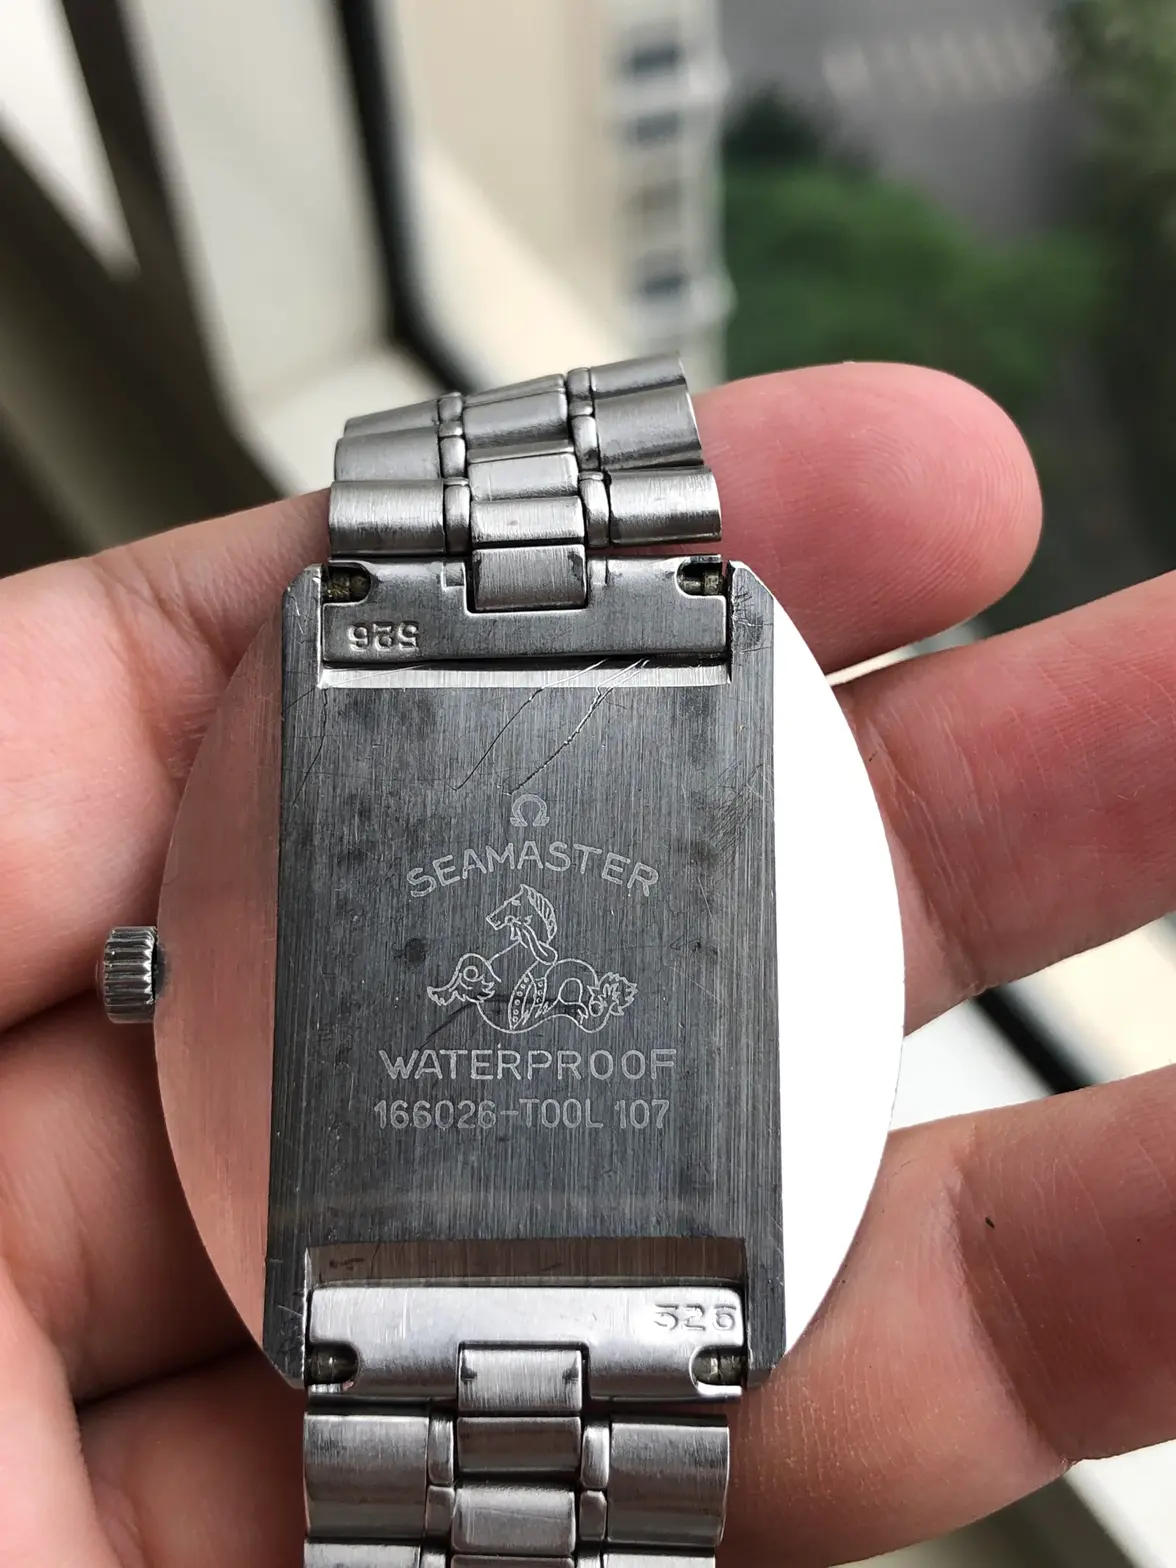 526
Ω
SEAMASTER
WATERPROOF
166026-TOOL 107
526